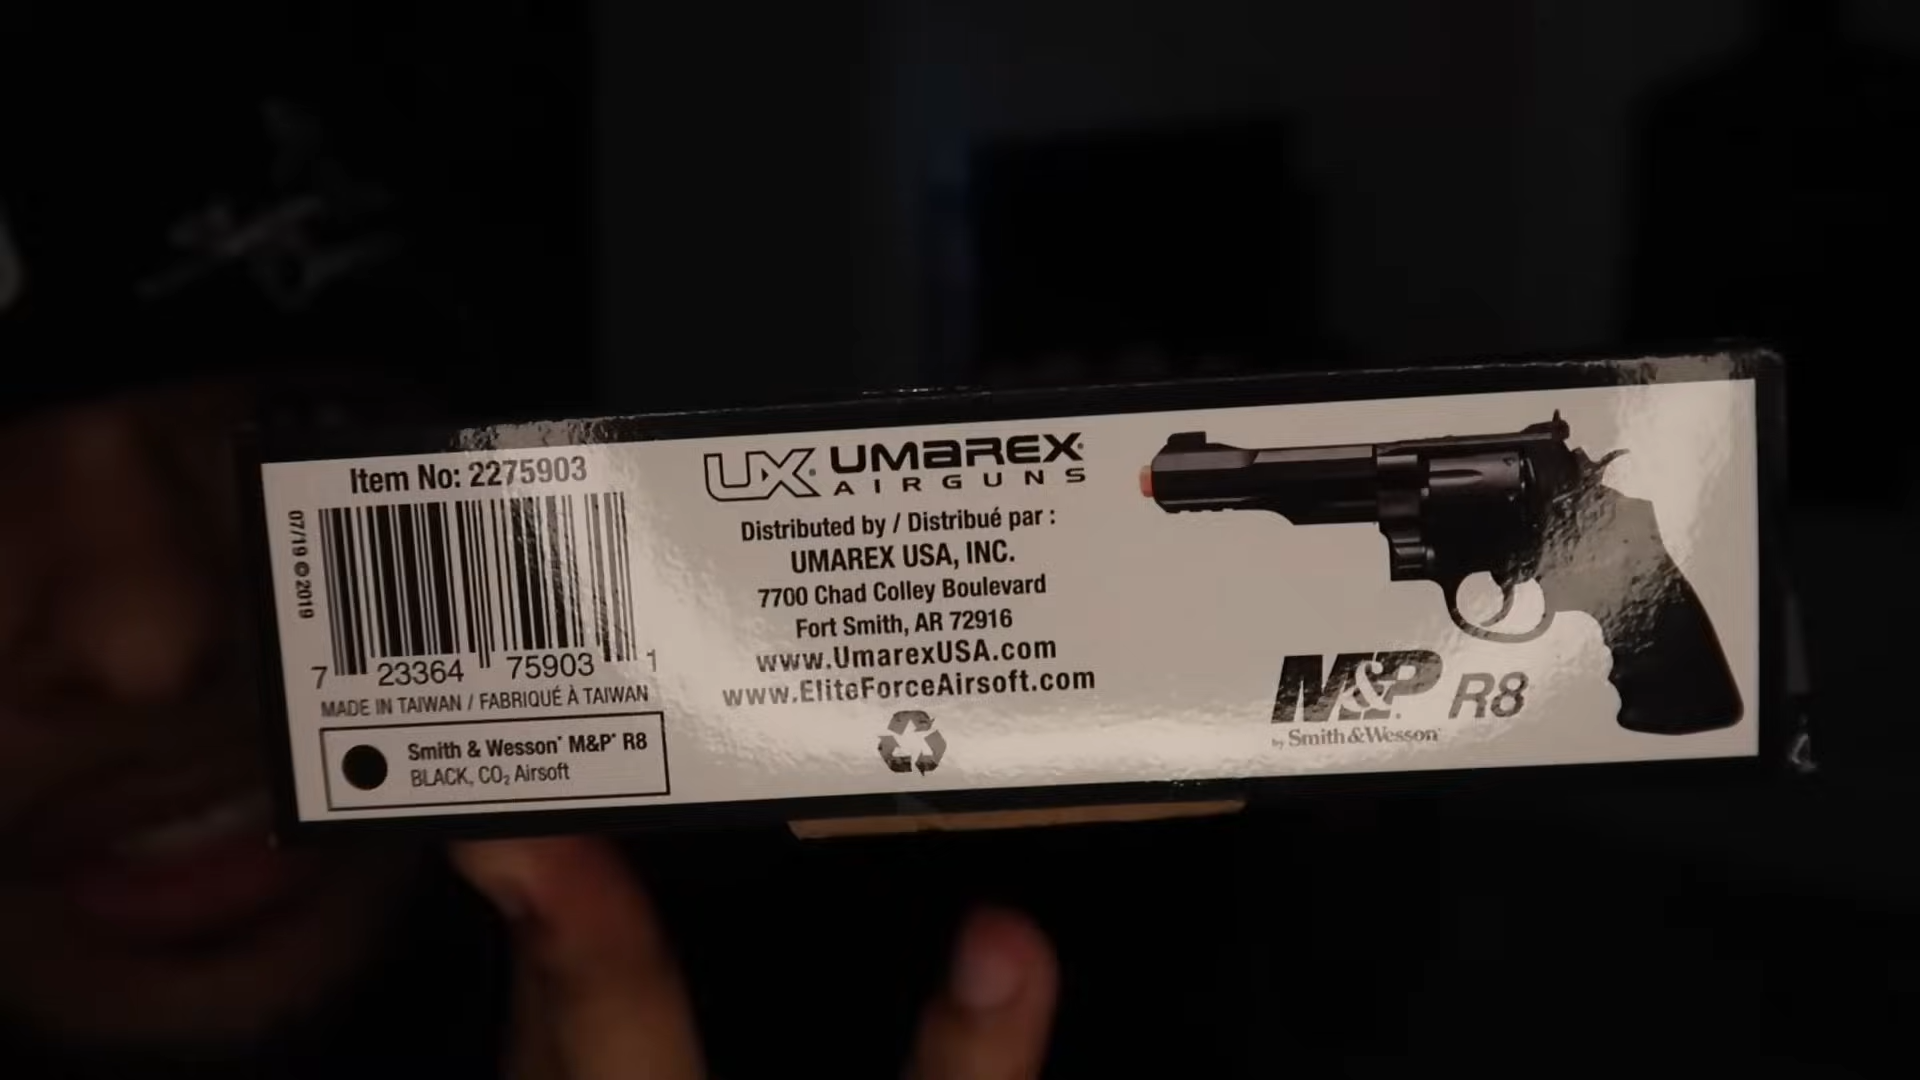 Item No: 2275903
07/19 © 2019
7 23364 75903 1
MADE IN TAIWAN / FABRIQUÉ À TAIWAN
Smith & Wesson® M&P® R8
BLACK, CO₂ Airsoft
UX® UMAREX®
AIRGUNS
Distributed by / Distribué par :
UMAREX USA, INC.
7700 Chad Colley Boulevard
Fort Smith, AR 72916
www.UmarexUSA.com
www.EliteForceAirsoft.com
M&P® R8
by Smith&Wesson®